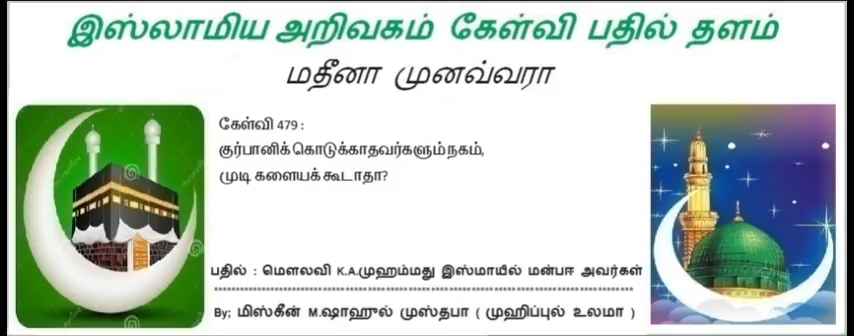 இஸ்லாமிய அறிவகம் கேள்வி பதில் தளம்
மதீனா முனவ்வரா
கேள்வி 479 :
குர்பானிக் கொடுக்காதவர்களும் நகம்,
முடி களையக் கூடாதா?
பதில் : மௌலவி K.A.முஹம்மது இஸ்மாயீல் மன்பஈ அவர்கள்
By; மிஸ்கீன் M.ஷாஹுல் முஸ்தபா ( முஹிப்புல் உலமா )